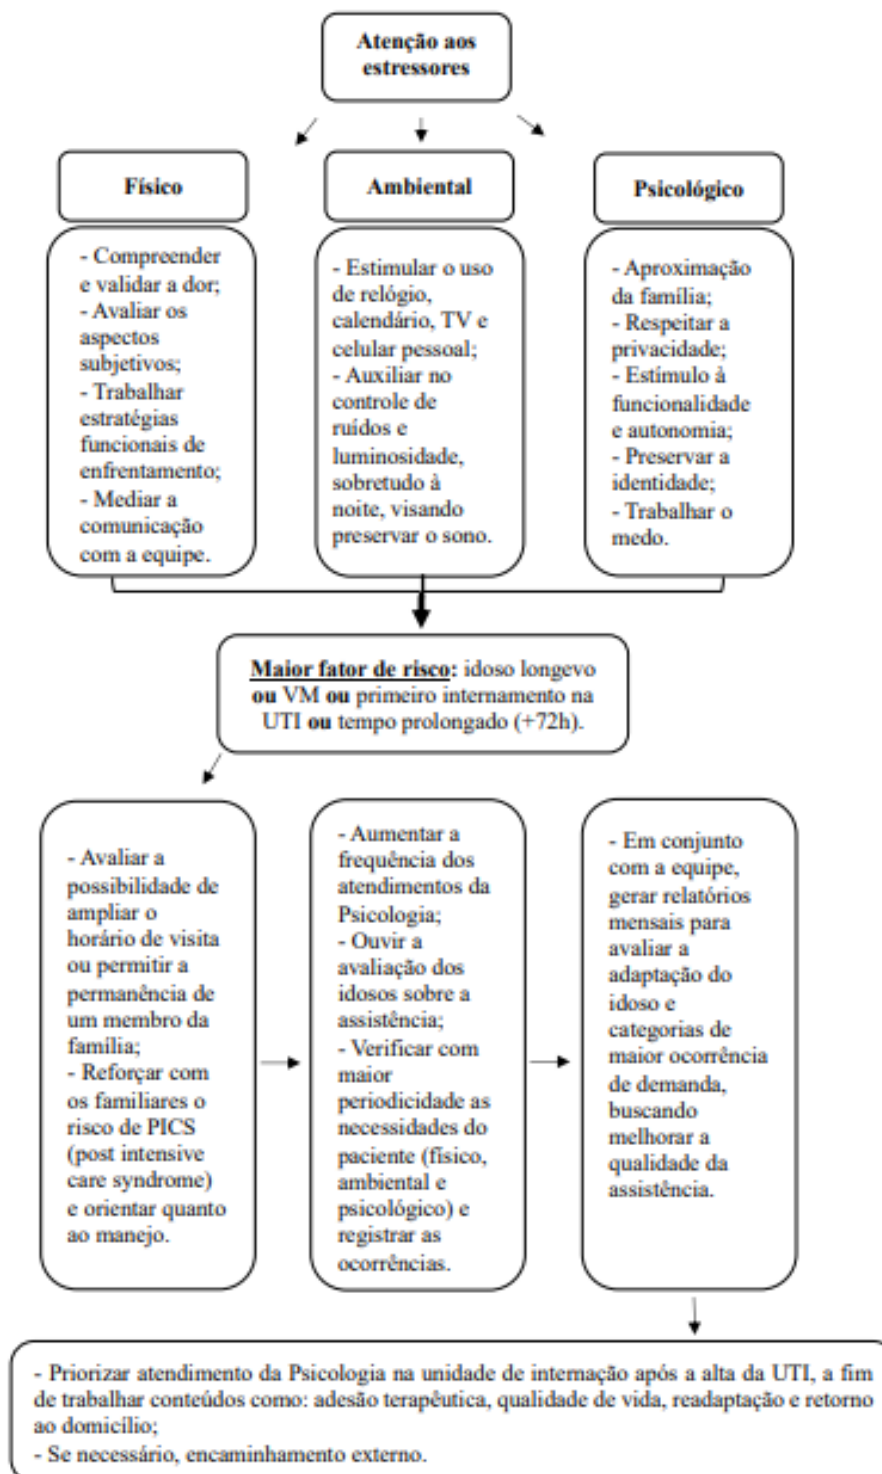 Atenção aos
estressores
Físico
Ambiental
Psicológico
- Compreender
e validar a dor;
- Avaliar os
aspectos
subjetivos;
- Trabalhar
estratégias
funcionais de
enfrentamento;
- Mediar a
comunicação
com a equipe.
- Estimular o uso
de relógio,
calendário, TV e
celular pessoal;
- Auxiliar no
controle de
ruídos e
luminosidade,
sobretudo à
noite, visando
preservar o sono.
- Aproximação
da família;
- Respeitar a
privacidade;
- Estímulo à
funcionalidade
e autonomia;
- Preservar a
identidade;
- Trabalhar o
medo.
Maior fator de risco: idoso longevo
ou VM ou primeiro internamento na
UTI ou tempo prolongado (+72h).
- Avaliar a
possibilidade de
ampliar o
horário de visita
ou permitir a
permanência de
um membro da
família;
- Reforçar com
os familiares o
risco de PICS
(post intensive
care syndrome)
e orientar quanto
ao manejo.
- Aumentar a
frequência dos
atendimentos da
Psicologia;
- Ouvir a
avaliação dos
idosos sobre a
assistência;
- Verificar com
maior
periodicidade as
necessidades do
paciente (físico,
ambiental e
psicológico) e
registrar as
ocorrências.
- Em conjunto
com a equipe,
gerar relatórios
mensais para
avaliar a
adaptação do
idoso e
categorias de
maior ocorrência
de demanda,
buscando
melhorar a
qualidade da
assistência.
- Priorizar atendimento da Psicologia na unidade de internação após a alta da UTI, a fim
de trabalhar conteúdos como: adesão terapêutica, qualidade de vida, readaptação e retorno
ao domicílio;
- Se necessário, encaminhamento externo.